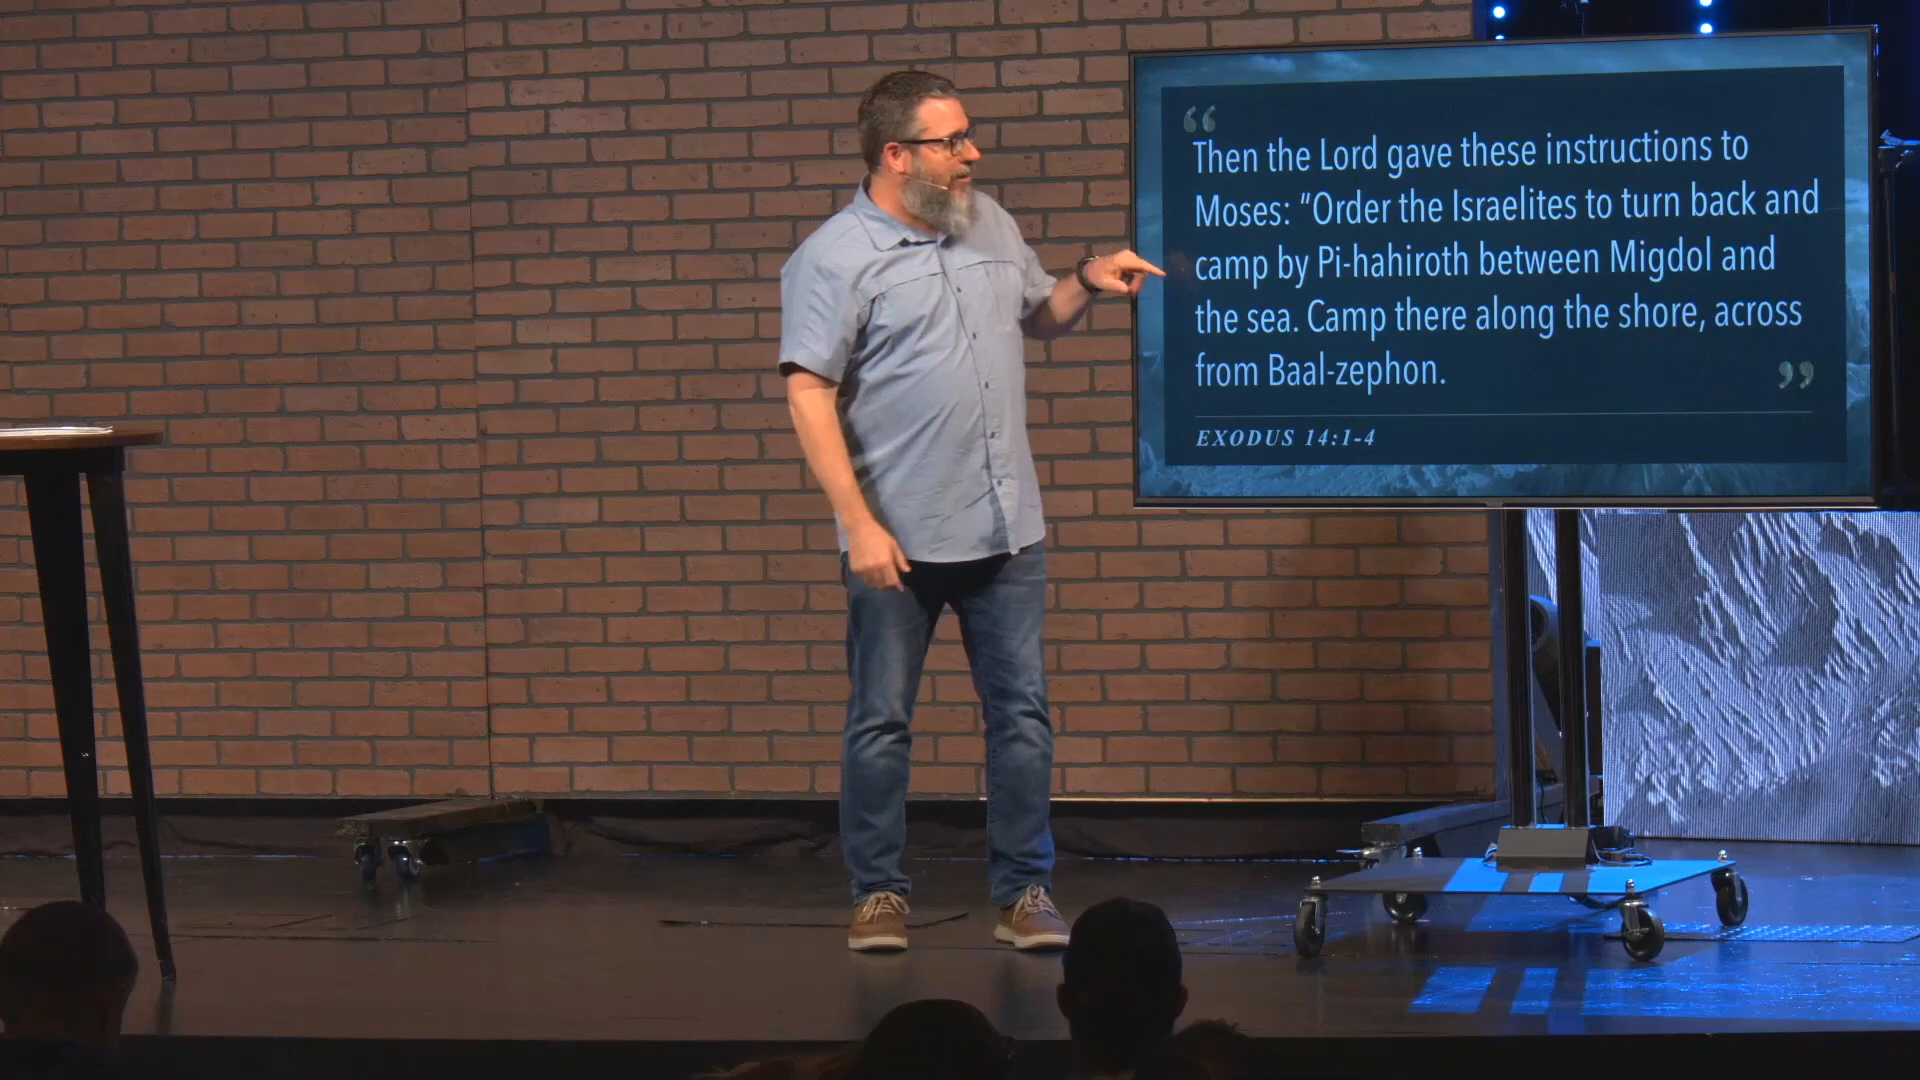 “
Then the Lord gave these instructions to
Moses: “Order the Israelites to turn back and
camp by Pi-hahiroth between Migdol and
the sea. Camp there along the shore, across
from Baal-zephon.
”
EXODUS 14:1-4